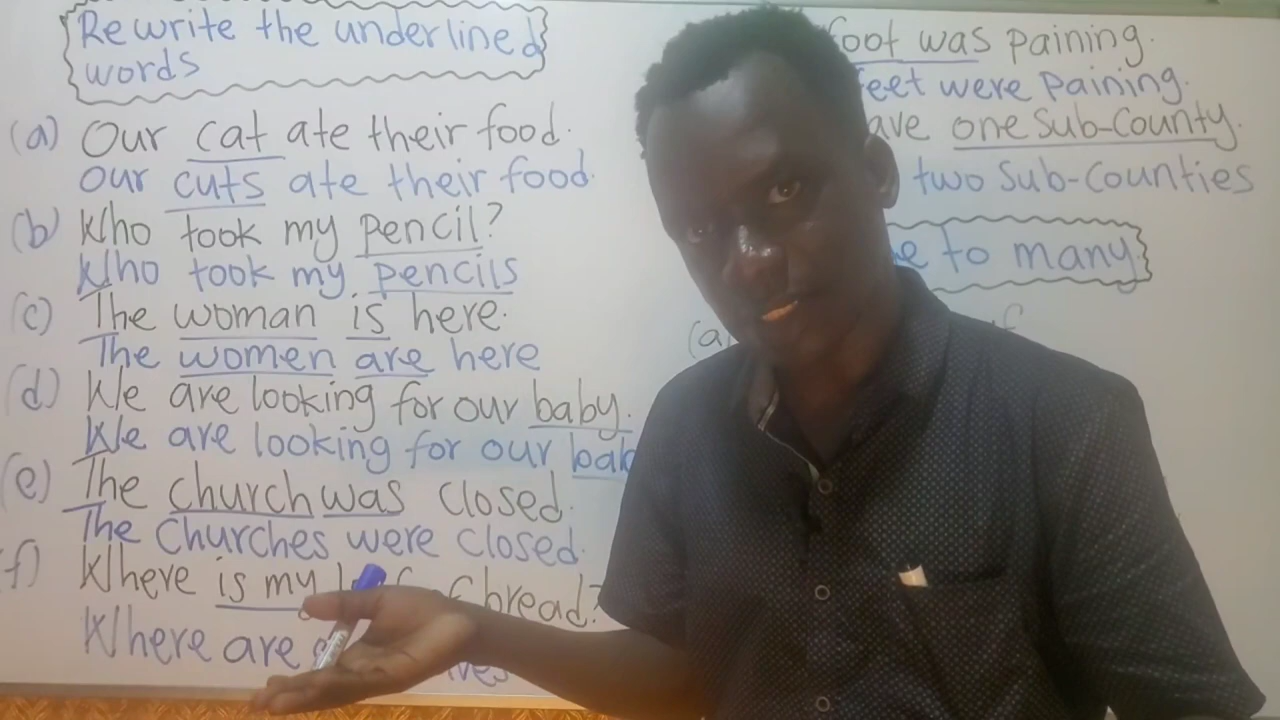 Rewrite the underlined
words
(a) Our cat ate their food.
Our cuts ate their food.
(b) Who took my pencil?
Who took my pencils
(c) The woman is here.
The women are here
(d) We are looking for our baby.
We are looking for our
(e) The church was closed.
The Churches were closed.
f) Where is my bread?
Where are
foot was paining.
feet were paining.
one Sub-County.
two Sub-Counties
to many
(a)